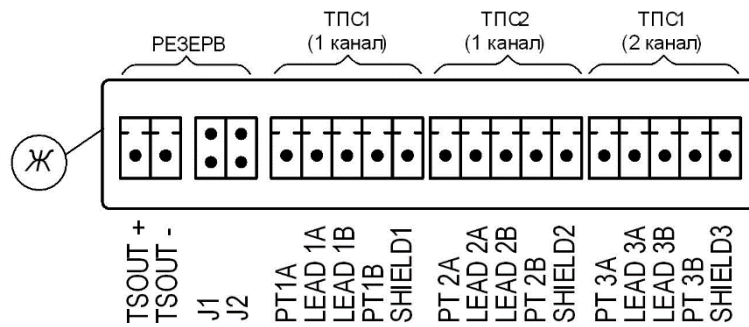 ТПС1
(1 канал)
ТПС2
(1 канал)
ТПС1
(2 канал)
РЕЗЕРВ
Ж
TSOUT +
TSOUT -
J1
J2
PT1A
LEAD 1A
LEAD 1B
PT1B
SHIELD1
PT 2A
LEAD 2A
LEAD 2B
PT 2B
SHIELD2
PT 3A
LEAD 3A
LEAD 3B
PT 3B
SHIELD3